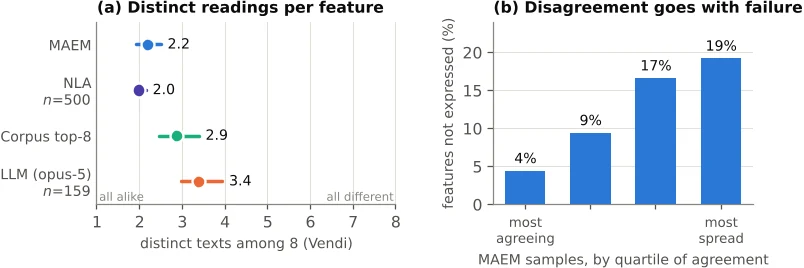 (a) Distinct readings per feature
MAEM
2.2
NLA
n=500
2.0
Corpus top-8
2.9
LLM (opus-5)
n=159
3.4
all alike
all different
1 2 3 4 5 6 7 8
distinct texts among 8 (Vendi)
(b) Disagreement goes with failure
features not expressed (%)
20
15
10
5
0
4%
9%
17%
19%
most
agreeing
most
spread
MAEM samples, by quartile of agreement